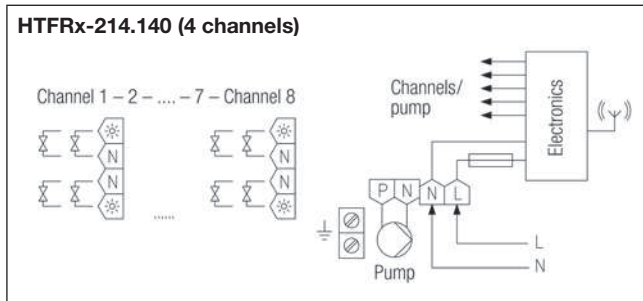 HTFRx-214.140 (4 channels)
Channel 1 – 2 – .... – 7 – Channel 8
N
N
N
N
......
Channels/
pump
Electronics
P N N L
Pump
L
N